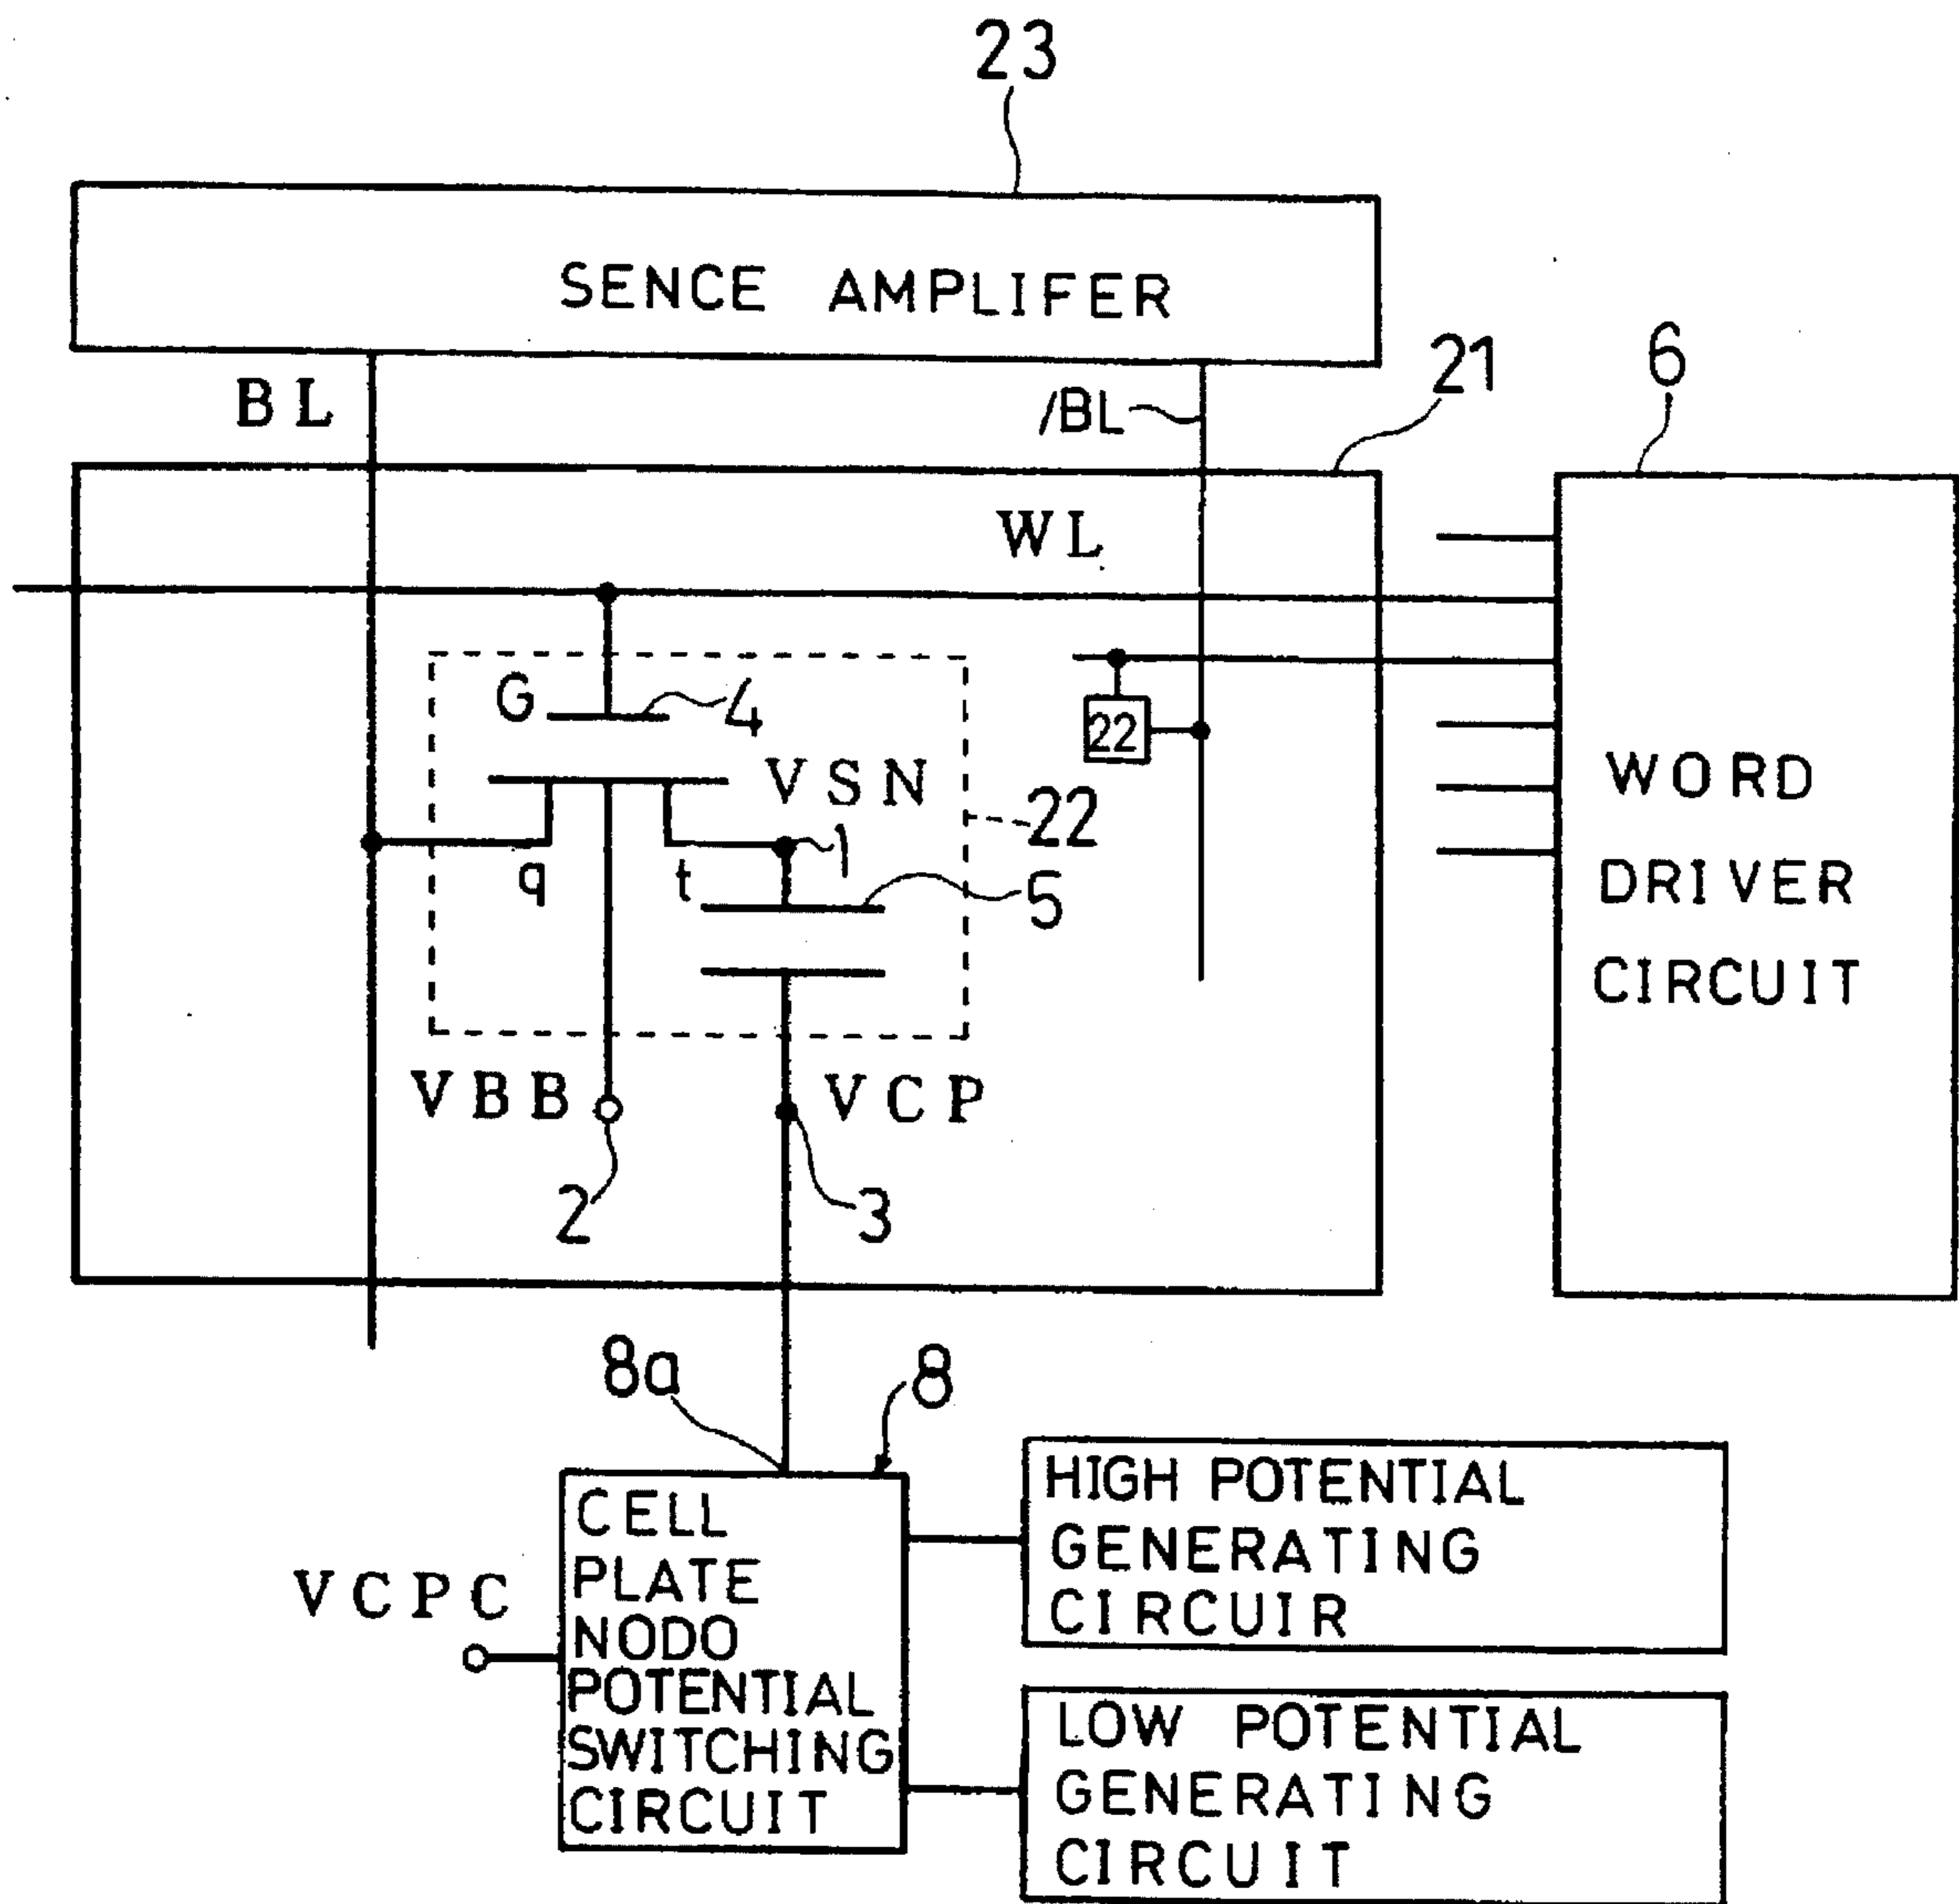 23
SENCE AMPLIFER
BL
/BL
21
6
WL
G
4
22
VSN
1
22
q
t
5
WORD
DRIVER
CIRCUIT
VBB
VCP
2
3
8a
8
CELL
PLATE
NODO
POTENTIAL
SWITCHING
CIRCUIT
VCPC
HIGH POTENTIAL
GENERATING
CIRCUIR
LOW POTENTIAL
GENERATING
CIRCUIT